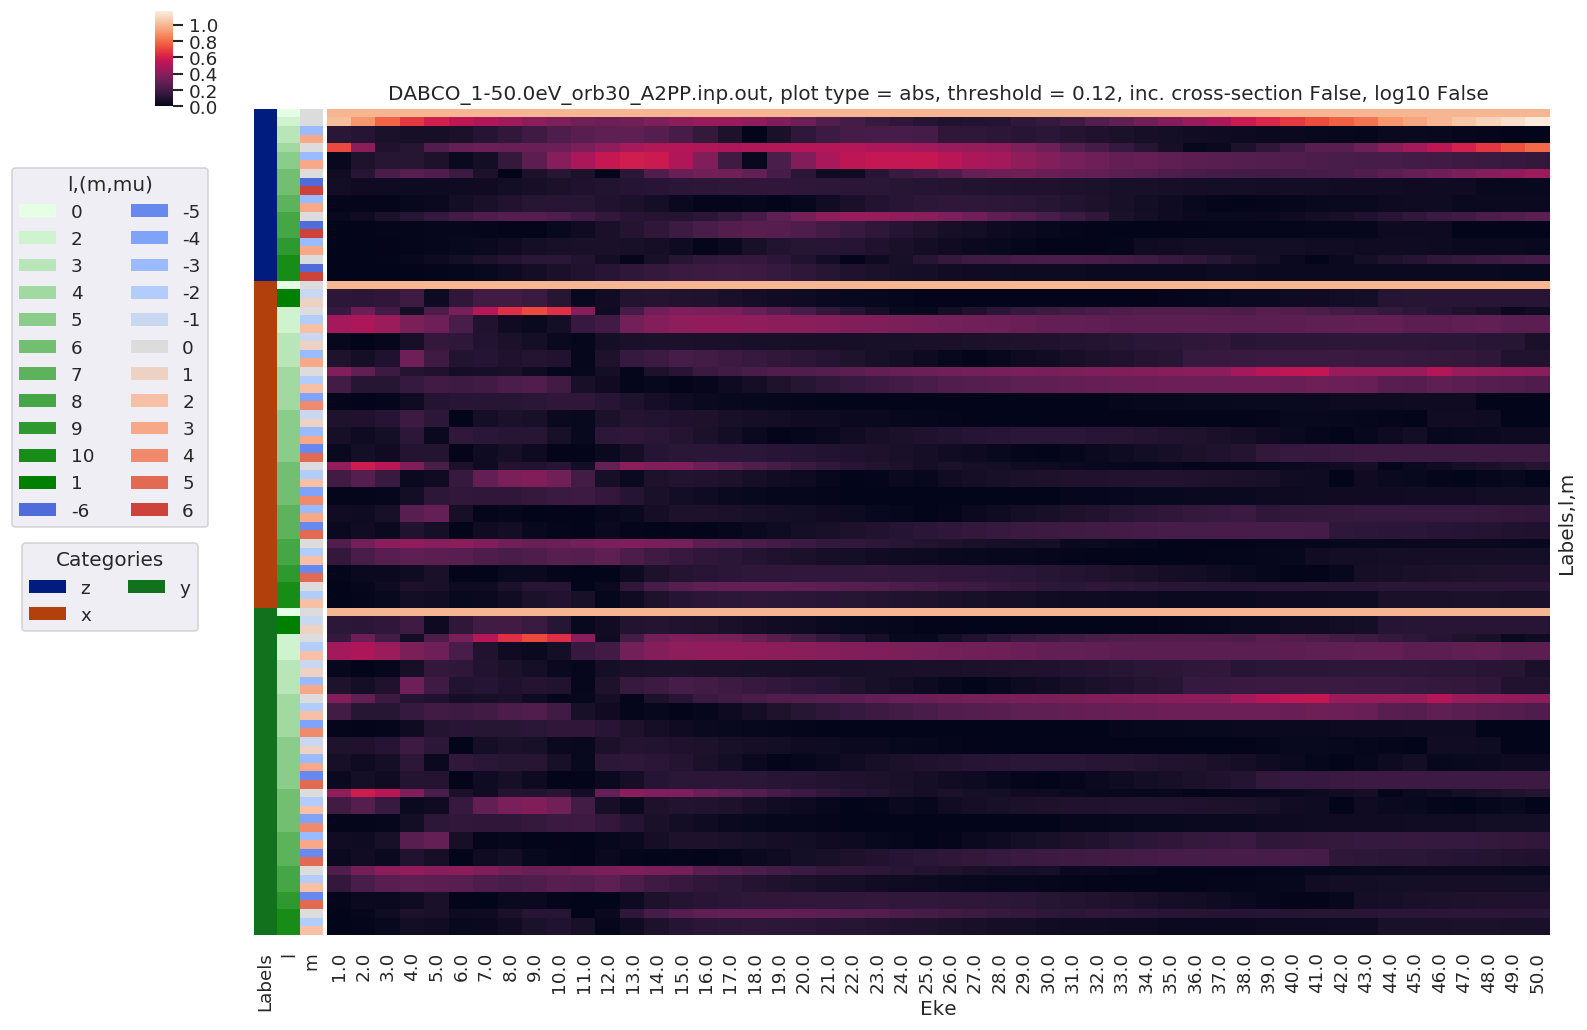 1.0
0.8
0.6
0.4
0.2
0.0
DABCO_1-50.0eV_orb30_A2PP.inp.out, plot type = abs, threshold = 0.12, inc. cross-section False, log10 False
l,(m,mu)
0 -5
2 -4
3 -3
4 -2
5 -1
6 0
7 1
8 2
9 3
10 4
1 5
-6 6
Categories
z y
x
Labels,l,m
Labels l m 1.0 2.0 3.0 4.0 5.0 6.0 7.0 8.0 9.0 10.0 11.0 12.0 13.0 14.0 15.0 16.0 17.0 18.0 19.0 20.0 21.0 22.0 23.0 24.0 25.0 26.0 27.0 28.0 29.0 30.0 31.0 32.0 33.0 34.0 35.0 36.0 37.0 38.0 39.0 40.0 41.0 42.0 43.0 44.0 45.0 46.0 47.0 48.0 49.0 50.0
Eke